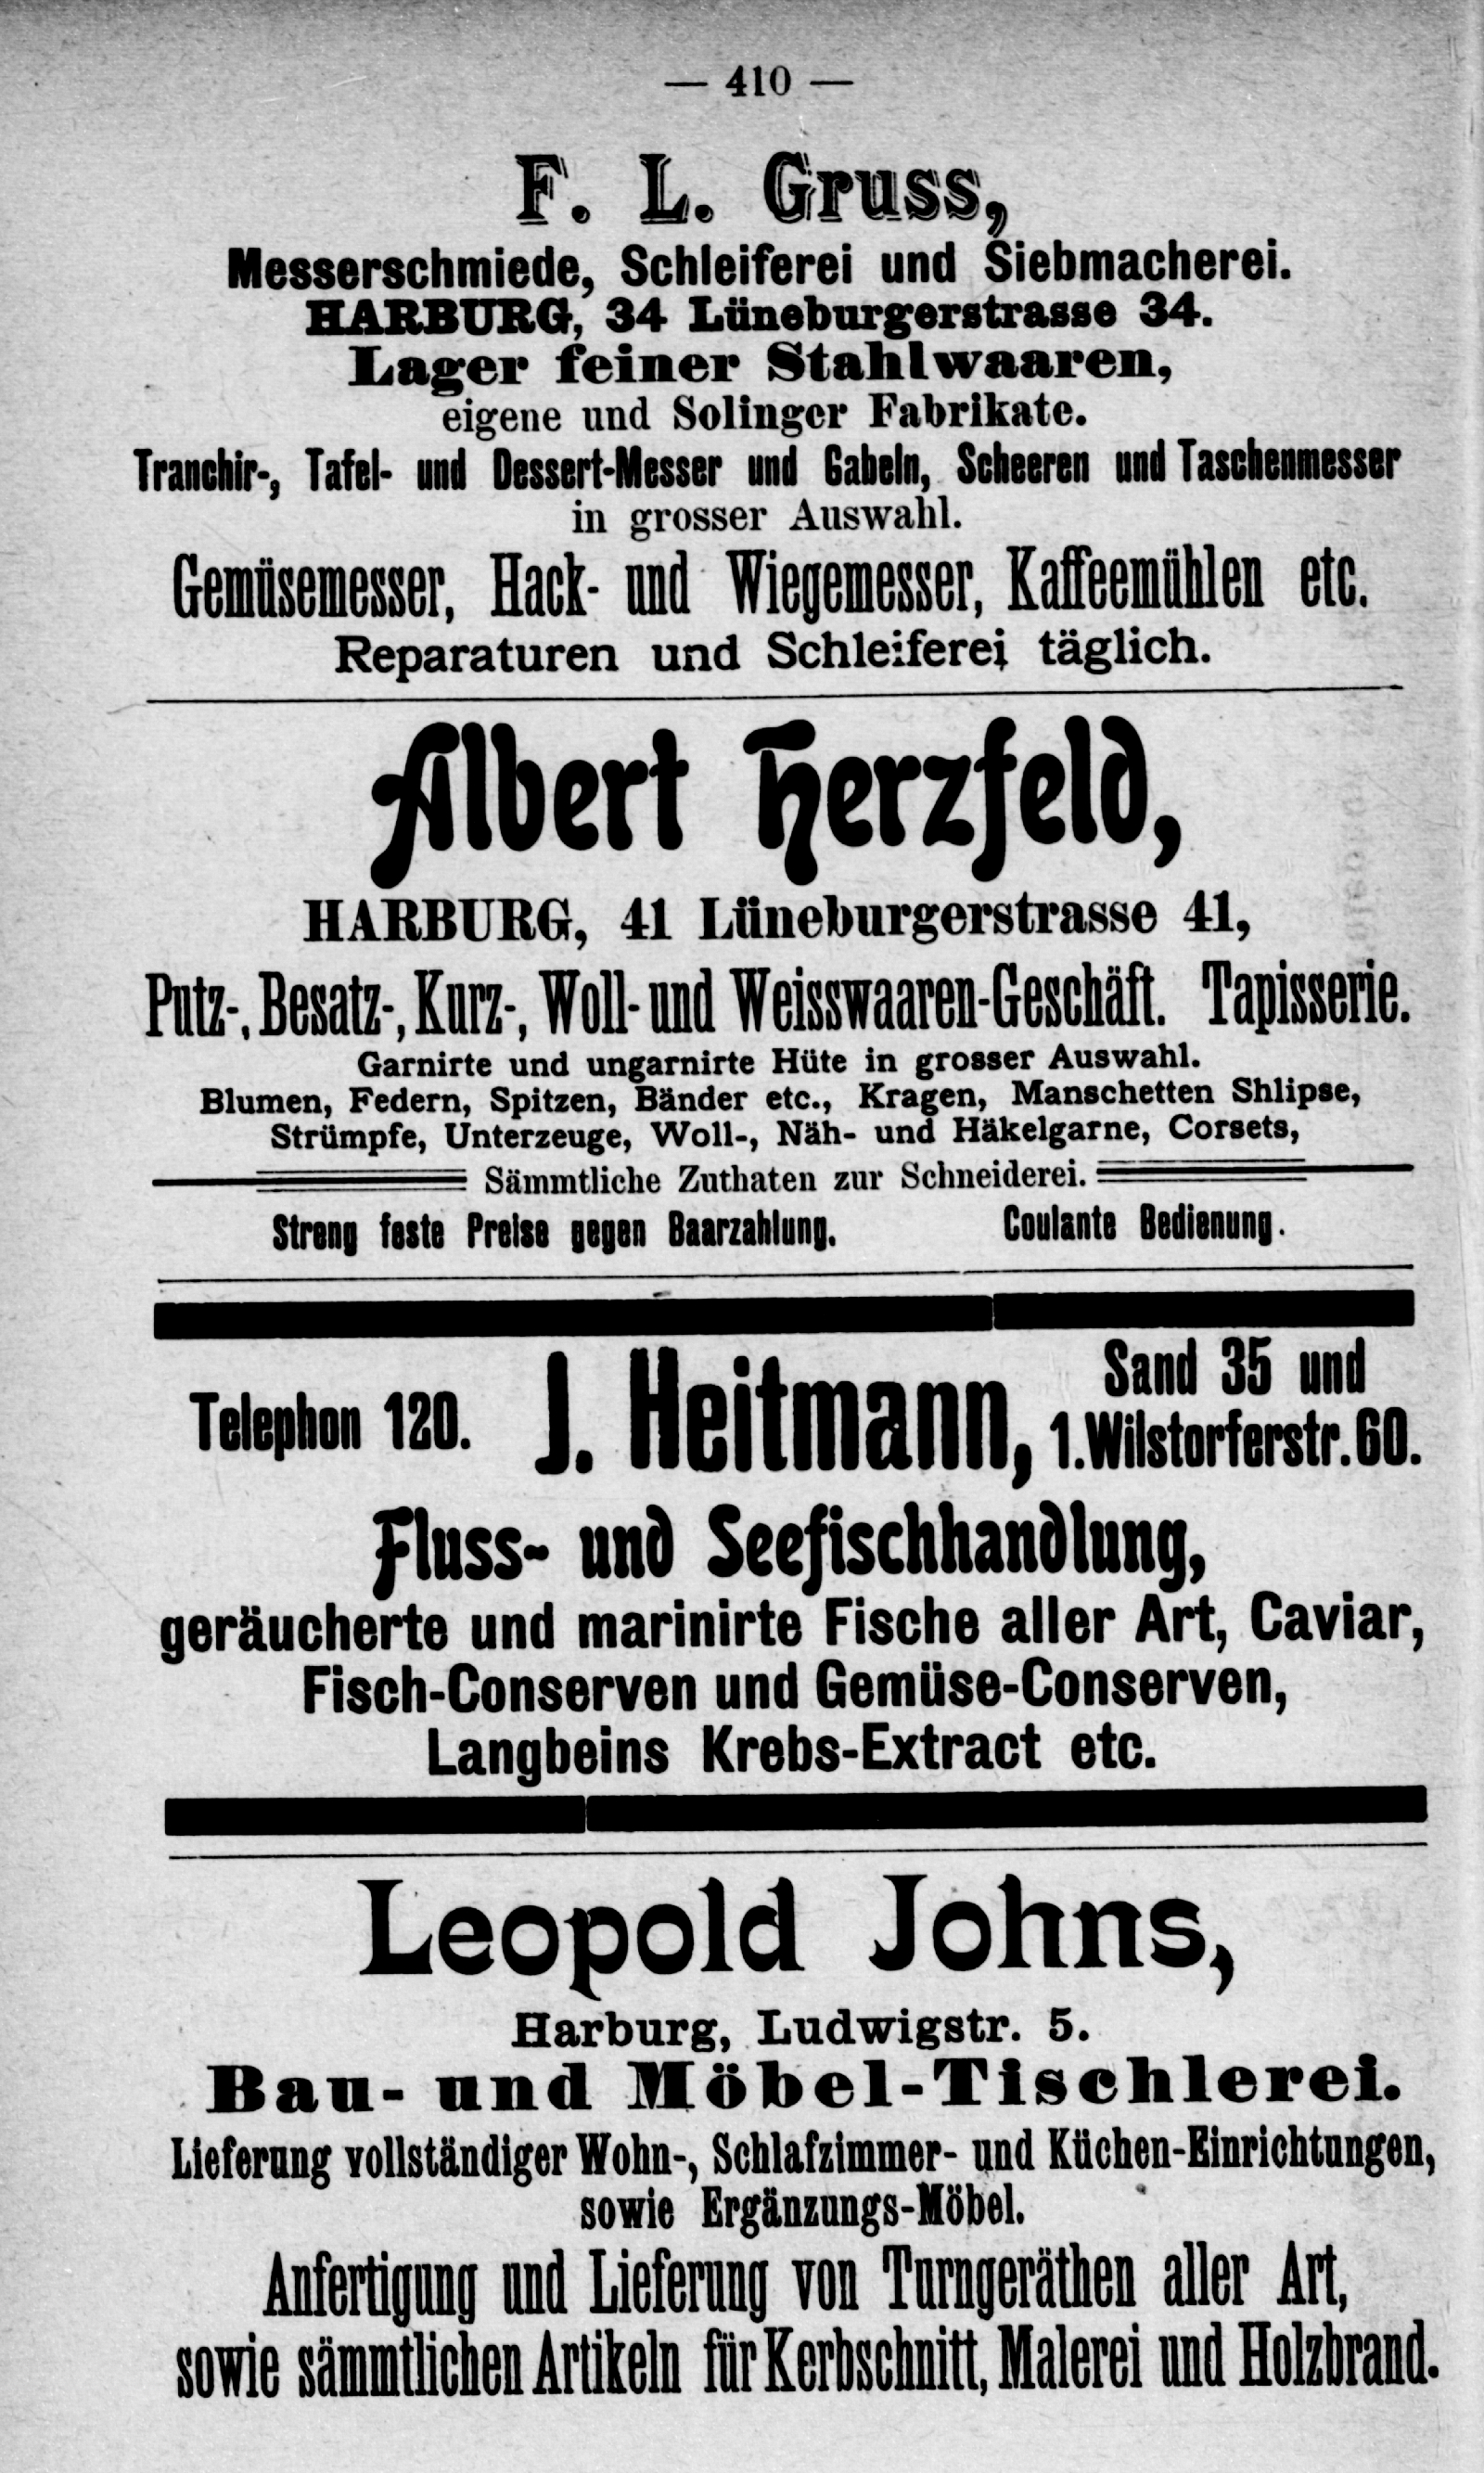 — 410 —
F. L. Gruss,
Messerschmiede, Schleiferei und Siebmacherei.
HARBURG, 34 Lüneburgerstrasse 34.
Lager feiner Stahlwaaren,
eigene und Solinger Fabrikate.
Tranchir-, Tafel- und Dessert-Messer und Gabeln, Scheeren und Taschenmesser
in grosser Auswahl.
Gemüsemesser, Hack- und Wiegemesser, Kaffeemühlen etc.
Reparaturen und Schleiferei täglich.
Albert Herzfeld,
HARBURG, 41 Lüneburgerstrasse 41,
Putz-, Besatz-, Kurz-, Woll- und Weisswaaren-Geschäft. Tapisserie.
Garnirte und ungarnirte Hüte in grosser Auswahl.
Blumen, Federn, Spitzen, Bänder etc., Kragen, Manschetten Shlipse,
Strümpfe, Unterzeuge, Woll-, Näh- und Häkelgarne, Corsets,
Sämmtliche Zuthaten zur Schneiderei.
Streng feste Preise gegen Baarzahlung. Coulante Bedienung.
Telephon 120. J. Heitmann, Sand 35 und
1. Wilstorferstr. 60.
Fluss- und Seefischhandlung,
geräucherte und marinirte Fische aller Art, Caviar,
Fisch-Conserven und Gemüse-Conserven,
Langbeins Krebs-Extract etc.
Leopold Johns,
Harburg, Ludwigstr. 5.
Bau- und Möbel-Tischlerei.
Lieferung vollständiger Wohn-, Schlafzimmer- und Küchen-Einrichtungen,
sowie Ergänzungs-Möbel.
Anfertigung und Lieferung von Turngeräthen aller Art,
sowie sämmtlichen Artikeln für Kerbschnitt, Malerei und Holzbrand.